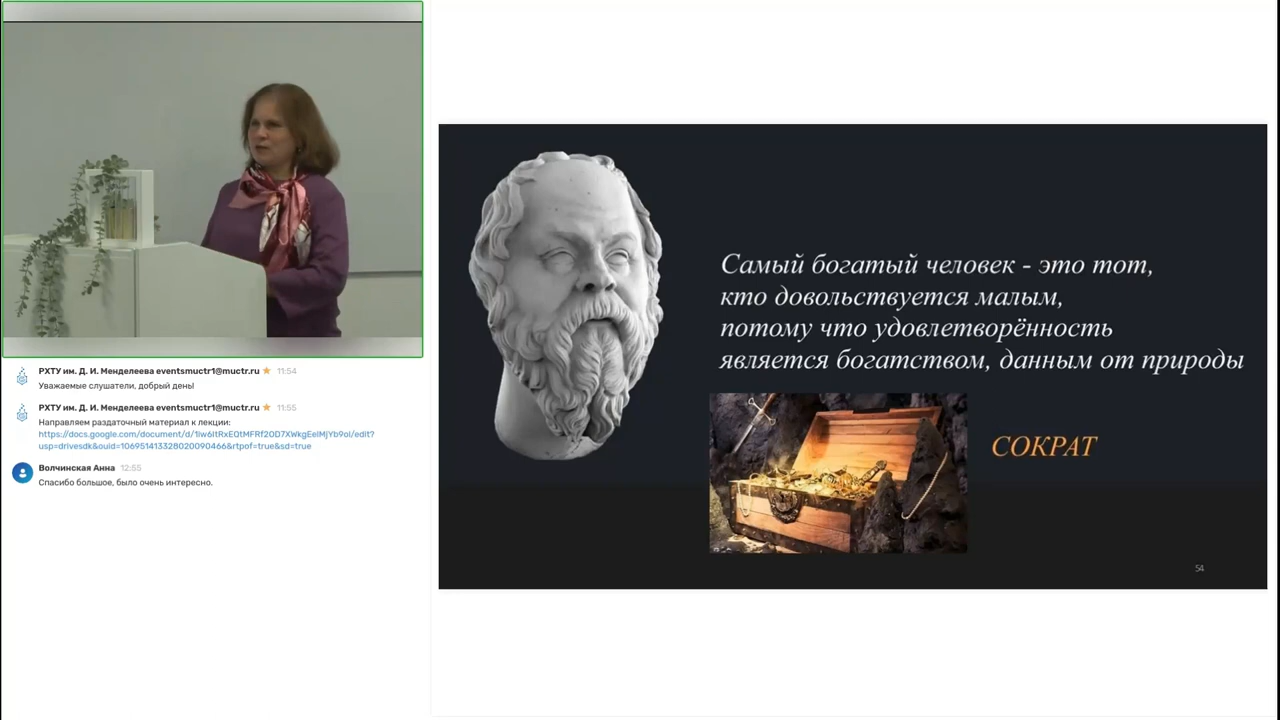 РХТУ им. Д. И. Менделеева eventsmuctr1@muctr.ru 11:54
Уважаемые слушатели, добрый день!
РХТУ им. Д. И. Менделеева eventsmuctr1@muctr.ru 11:55
Направляем раздаточный материал к лекции:
https://docs.google.com/document/d/1iw6ltRxEQtMFRf2OD7XWkgEeIMjYb9oI/edit?
usp=drivesdk&ouid=106951413328020090466&rtpof=true&sd=true
Волчинская Анна 12:55
Спасибо большое, было очень интересно.
Самый богатый человек - это тот,
кто довольствуется малым,
потому что удовлетворённость
является богатством, данным от природы
СОКРАТ
54